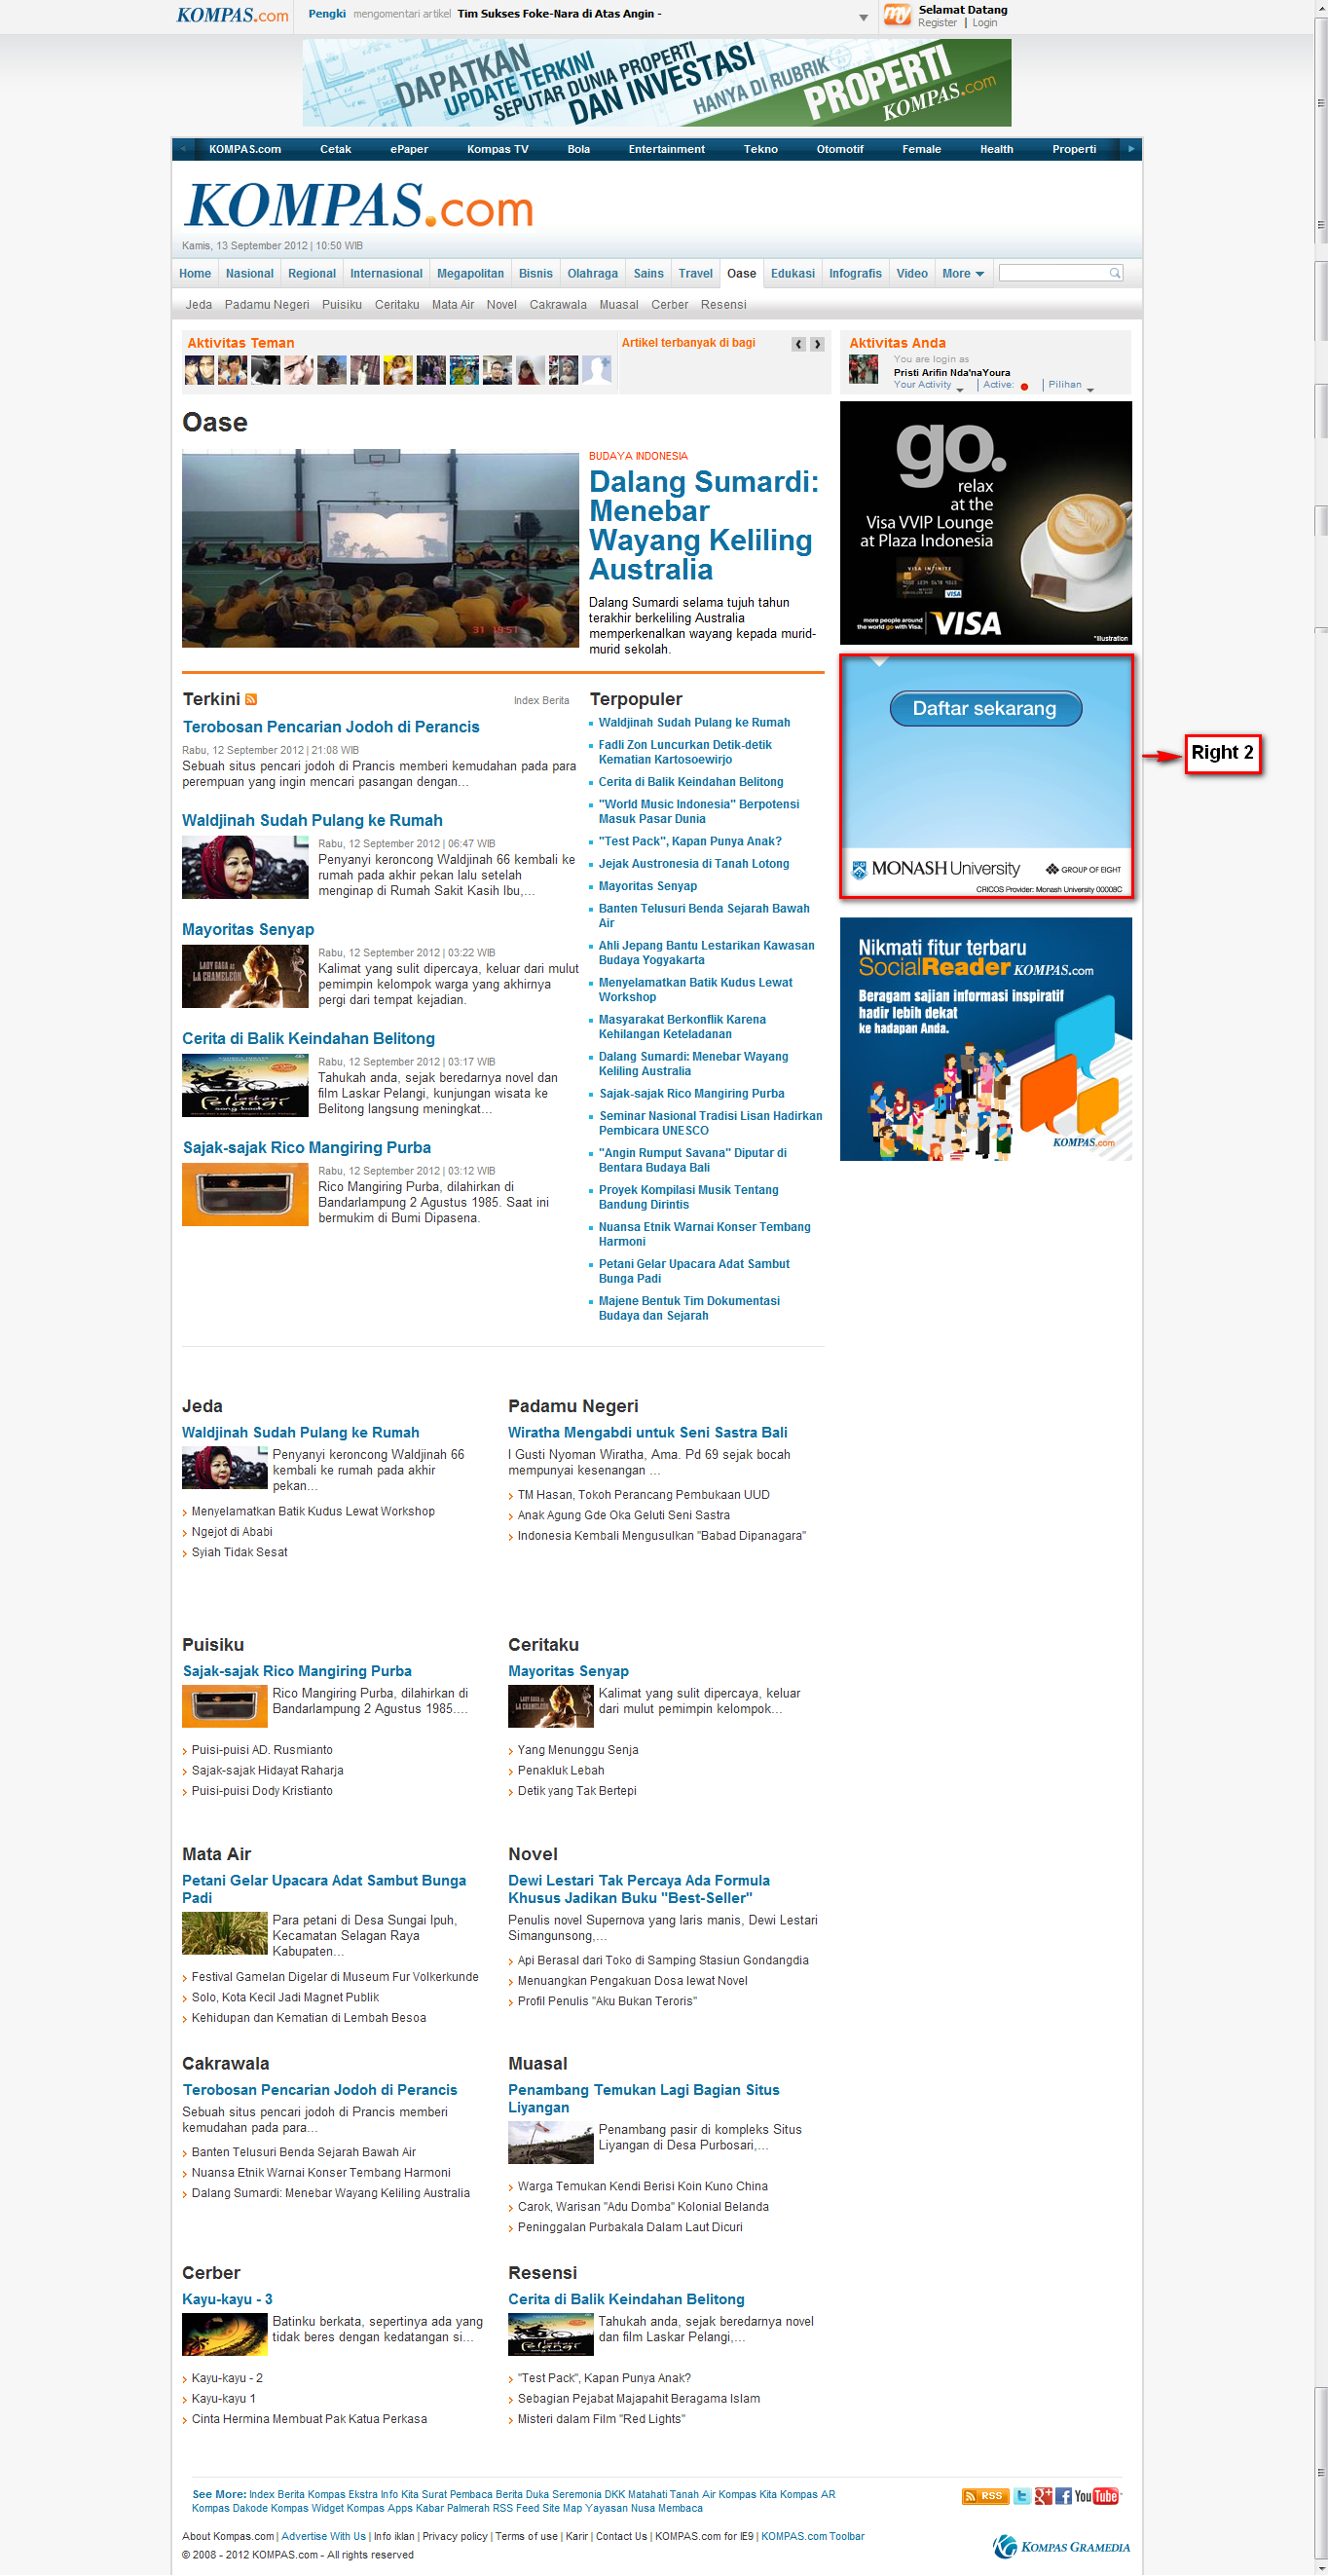 KOMPAS.com
Pengki mengomentari artikel Tim Sukses Foke-Nara di Atas Angin -
my
Selamat Datang
Register | Login
DAPATKAN
UPDATE TERKINI
SEPUTAR DUNIA PROPERTI
DAN INVESTASI
HANYA DI RUBRIK
PROPERTI
KOMPAS.com
KOMPAS.com Cetak ePaper Kompas TV Bola Entertainment Tekno Otomotif Female Health Properti
KOMPAS.com
Kamis, 13 September 2012 | 10:50 WIB
Home Nasional Regional Internasional Megapolitan Bisnis Olahraga Sains Travel Oase Edukasi Infografis Video More
Jeda Padamu Negeri Puisiku Ceritaku Mata Air Novel Cakrawala Muasal Cerber Resensi
Aktivitas Teman
Artikel terbanyak di bagi
Aktivitas Anda
You are login as
Pristi Arifin Nda'naYoura
Your Activity | Active: | Pilihan
Oase
31 19:51
BUDAYA INDONESIA
Dalang Sumardi:
Menebar
Wayang Keliling
Australia
Dalang Sumardi selama tujuh tahun
terakhir berkeliling Australia
memperkenalkan wayang kepada murid-
murid sekolah.
go.
relax
at the
Visa VVIP Lounge
at Plaza Indonesia
VISA INFINITE
VISA
more people around
the world go with Visa.
VISA
*Illustration
Daftar sekarang
MONASH University
GROUP OF EIGHT
CRICOS Provider: Monash University 00008C
Right 2
Nikmati fitur terbaru
SocialReader KOMPAS.com
Beragam sajian informasi inspiratif
hadir lebih dekat
ke hadapan Anda.
KOMPAS.com
Terkini
Index Berita
Terobosan Pencarian Jodoh di Perancis
Rabu, 12 September 2012 | 21:08 WIB
Sebuah situs pencari jodoh di Prancis memberi kemudahan pada para
perempuan yang ingin mencari pasangan dengan...
Waldjinah Sudah Pulang ke Rumah
Rabu, 12 September 2012 | 06:47 WIB
Penyanyi keroncong Waldjinah 66 kembali ke
rumah pada akhir pekan lalu setelah
menginap di Rumah Sakit Kasih Ibu,...
Mayoritas Senyap
LADY GAGA as
LA CHAMELEÓN
Rabu, 12 September 2012 | 03:22 WIB
Kalimat yang sulit dipercaya, keluar dari mulut
pemimpin kelompok warga yang akhirnya
pergi dari tempat kejadian.
Cerita di Balik Keindahan Belitong
Laskar
Pelangi
song book
Rabu, 12 September 2012 | 03:17 WIB
Tahukah anda, sejak beredarnya novel dan
film Laskar Pelangi, kunjungan wisata ke
Belitong langsung meningkat...
Sajak-sajak Rico Mangiring Purba
Rabu, 12 September 2012 | 03:12 WIB
Rico Mangiring Purba, dilahirkan di
Bandarlampung 2 Agustus 1985. Saat ini
bermukim di Bumi Dipasena.
Terpopuler
Waldjinah Sudah Pulang ke Rumah
Fadli Zon Luncurkan Detik-detik
Kematian Kartosoewirjo
Cerita di Balik Keindahan Belitong
"World Music Indonesia" Berpotensi
Masuk Pasar Dunia
"Test Pack", Kapan Punya Anak?
Jejak Austronesia di Tanah Lotong
Mayoritas Senyap
Banten Telusuri Benda Sejarah Bawah
Air
Ahli Jepang Bantu Lestarikan Kawasan
Budaya Yogyakarta
Menyelamatkan Batik Kudus Lewat
Workshop
Masyarakat Berkonflik Karena
Kehilangan Keteladanan
Dalang Sumardi: Menebar Wayang
Keliling Australia
Sajak-sajak Rico Mangiring Purba
Seminar Nasional Tradisi Lisan Hadirkan
Pembicara UNESCO
"Angin Rumput Savana" Diputar di
Bentara Budaya Bali
Proyek Kompilasi Musik Tentang
Bandung Dirintis
Nuansa Etnik Warnai Konser Tembang
Harmoni
Petani Gelar Upacara Adat Sambut
Bunga Padi
Majene Bentuk Tim Dokumentasi
Budaya dan Sejarah
Jeda
Waldjinah Sudah Pulang ke Rumah
Penyanyi keroncong Waldjinah 66
kembali ke rumah pada akhir
pekan...
Menyelamatkan Batik Kudus Lewat Workshop
Ngejot di Ababi
Syiah Tidak Sesat
Padamu Negeri
Wiratha Mengabdi untuk Seni Sastra Bali
I Gusti Nyoman Wiratha, Ama. Pd 69 sejak bocah
mempunyai kesenangan ...
TM Hasan, Tokoh Perancang Pembukaan UUD
Anak Agung Gde Oka Geluti Seni Sastra
Indonesia Kembali Mengusulkan "Babad Dipanagara"
Puisiku
Sajak-sajak Rico Mangiring Purba
Rico Mangiring Purba, dilahirkan di
Bandarlampung 2 Agustus 1985....
Puisi-puisi AD. Rusmianto
Sajak-sajak Hidayat Raharja
Puisi-puisi Dody Kristianto
Ceritaku
Mayoritas Senyap
LADY GAGA as
LA CHAMELEÓN
Kalimat yang sulit dipercaya, keluar
dari mulut pemimpin kelompok...
Yang Menunggu Senja
Penakluk Lebah
Detik yang Tak Bertepi
Mata Air
Petani Gelar Upacara Adat Sambut Bunga
Padi
Para petani di Desa Sungai Ipuh,
Kecamatan Selagan Raya
Kabupaten...
Festival Gamelan Digelar di Museum Fur Volkerkunde
Solo, Kota Kecil Jadi Magnet Publik
Kehidupan dan Kematian di Lembah Besoa
Novel
Dewi Lestari Tak Percaya Ada Formula
Khusus Jadikan Buku "Best-Seller"
Penulis novel Supernova yang laris manis, Dewi Lestari
Simangunsong,...
Api Berasal dari Toko di Samping Stasiun Gondangdia
Menuangkan Pengakuan Dosa lewat Novel
Profil Penulis "Aku Bukan Teroris"
Cakrawala
Terobosan Pencarian Jodoh di Perancis
Sebuah situs pencari jodoh di Prancis memberi
kemudahan pada para...
Banten Telusuri Benda Sejarah Bawah Air
Nuansa Etnik Warnai Konser Tembang Harmoni
Dalang Sumardi: Menebar Wayang Keliling Australia
Muasal
Penambang Temukan Lagi Bagian Situs
Liyangan
Penambang pasir di kompleks Situs
Liyangan di Desa Purbosari,...
Warga Temukan Kendi Berisi Koin Kuno China
Carok, Warisan "Adu Domba" Kolonial Belanda
Peninggalan Purbakala Dalam Laut Dicuri
Cerber
Kayu-kayu - 3
Batinku berkata, sepertinya ada yang
tidak beres dengan kedatangan si...
Kayu-kayu - 2
Kayu-kayu 1
Cinta Hermina Membuat Pak Katua Perkasa
Resensi
Cerita di Balik Keindahan Belitong
Laskar
Pelangi
song book
Tahukah anda, sejak beredarnya novel
dan film Laskar Pelangi,...
"Test Pack", Kapan Punya Anak?
Sebagian Pejabat Majapahit Beragama Islam
Misteri dalam Film "Red Lights"
See More: Index Berita Kompas Ekstra Info Kita Surat Pembaca Berita Duka Seremonia DKK Matahati Tanah Air Kompas Kita Kompas AR
Kompas Dakode Kompas Widget Kompas Apps Kabar Palmerah RSS Feed Site Map Yayasan Nusa Membaca
RSS
YouTube
About Kompas.com | Advertise With Us | Info iklan | Privacy policy | Terms of use | Karir | Contact Us | KOMPAS.com for IE9 | KOMPAS.com Toolbar
© 2008 - 2012 KOMPAS.com - All rights reserved
KOMPAS GRAMEDIA